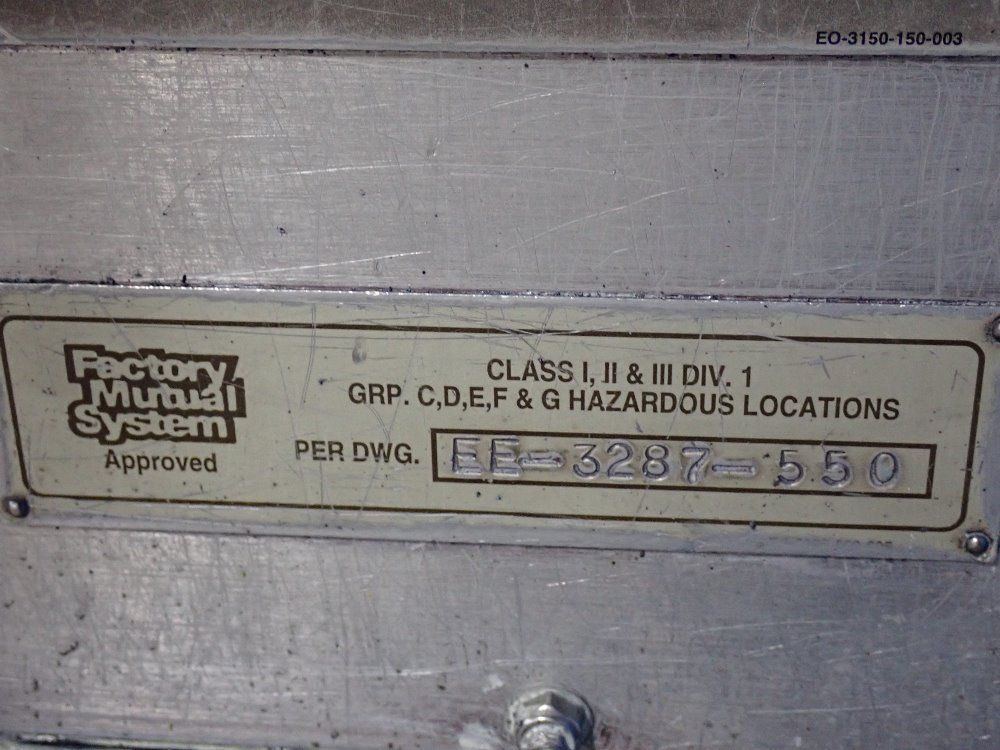 EO-3150-150-003
Factory
Mutual
System
Approved
CLASS I, II & III DIV. 1
GRP. C,D,E,F & G HAZARDOUS LOCATIONS
PER DWG. EE-3287-550